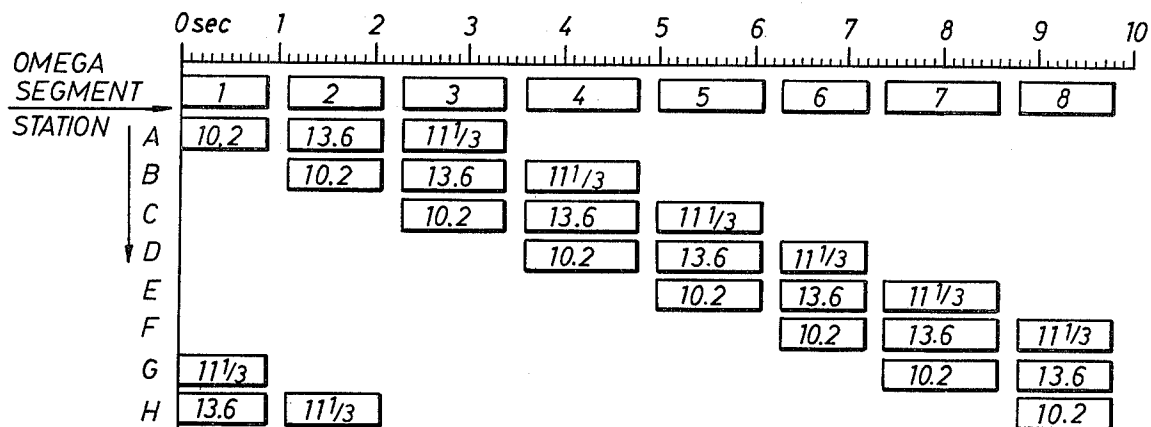 0 sec 1 2 3 4 5 6 7 8 9 10
OMEGA
SEGMENT 1 2 3 4 5 6 7 8
STATION
A 10.2 13.6 11 1/3
B 10.2 13.6 11 1/3
C 10.2 13.6 11 1/3
D 10.2 13.6 11 1/3
E 10.2 13.6 11 1/3
F 10.2 13.6 11 1/3
G 11 1/3 10.2 13.6
H 13.6 11 1/3 10.2